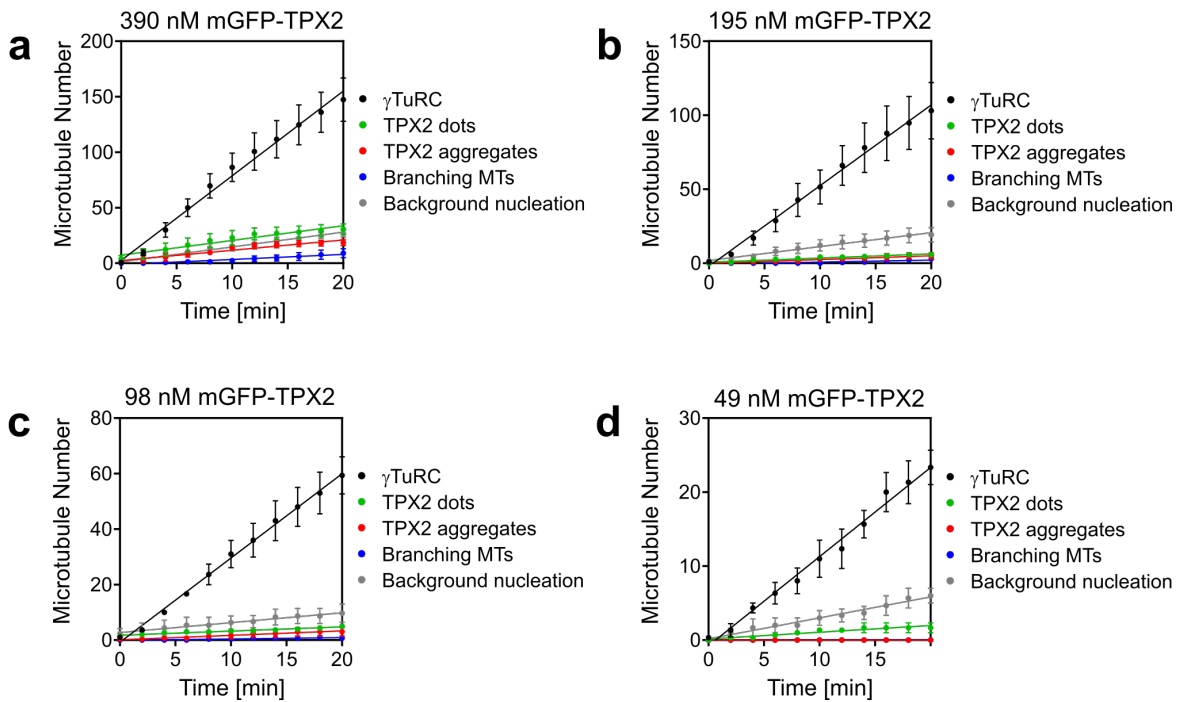 a
390 nM mGFP-TPX2
Microtubule Number
200
150
100
50
0
0
5
10
15
20
Time [min]
γTuRC
TPX2 dots
TPX2 aggregates
Branching MTs
Background nucleation
b
195 nM mGFP-TPX2
Microtubule Number
150
100
50
0
0
5
10
15
20
Time [min]
γTuRC
TPX2 dots
TPX2 aggregates
Branching MTs
Background nucleation
c
98 nM mGFP-TPX2
Microtubule Number
80
60
40
20
0
0
5
10
15
20
Time [min]
γTuRC
TPX2 dots
TPX2 aggregates
Branching MTs
Background nucleation
d
49 nM mGFP-TPX2
Microtubule Number
30
20
10
0
0
5
10
15
20
Time [min]
γTuRC
TPX2 dots
TPX2 aggregates
Branching MTs
Background nucleation